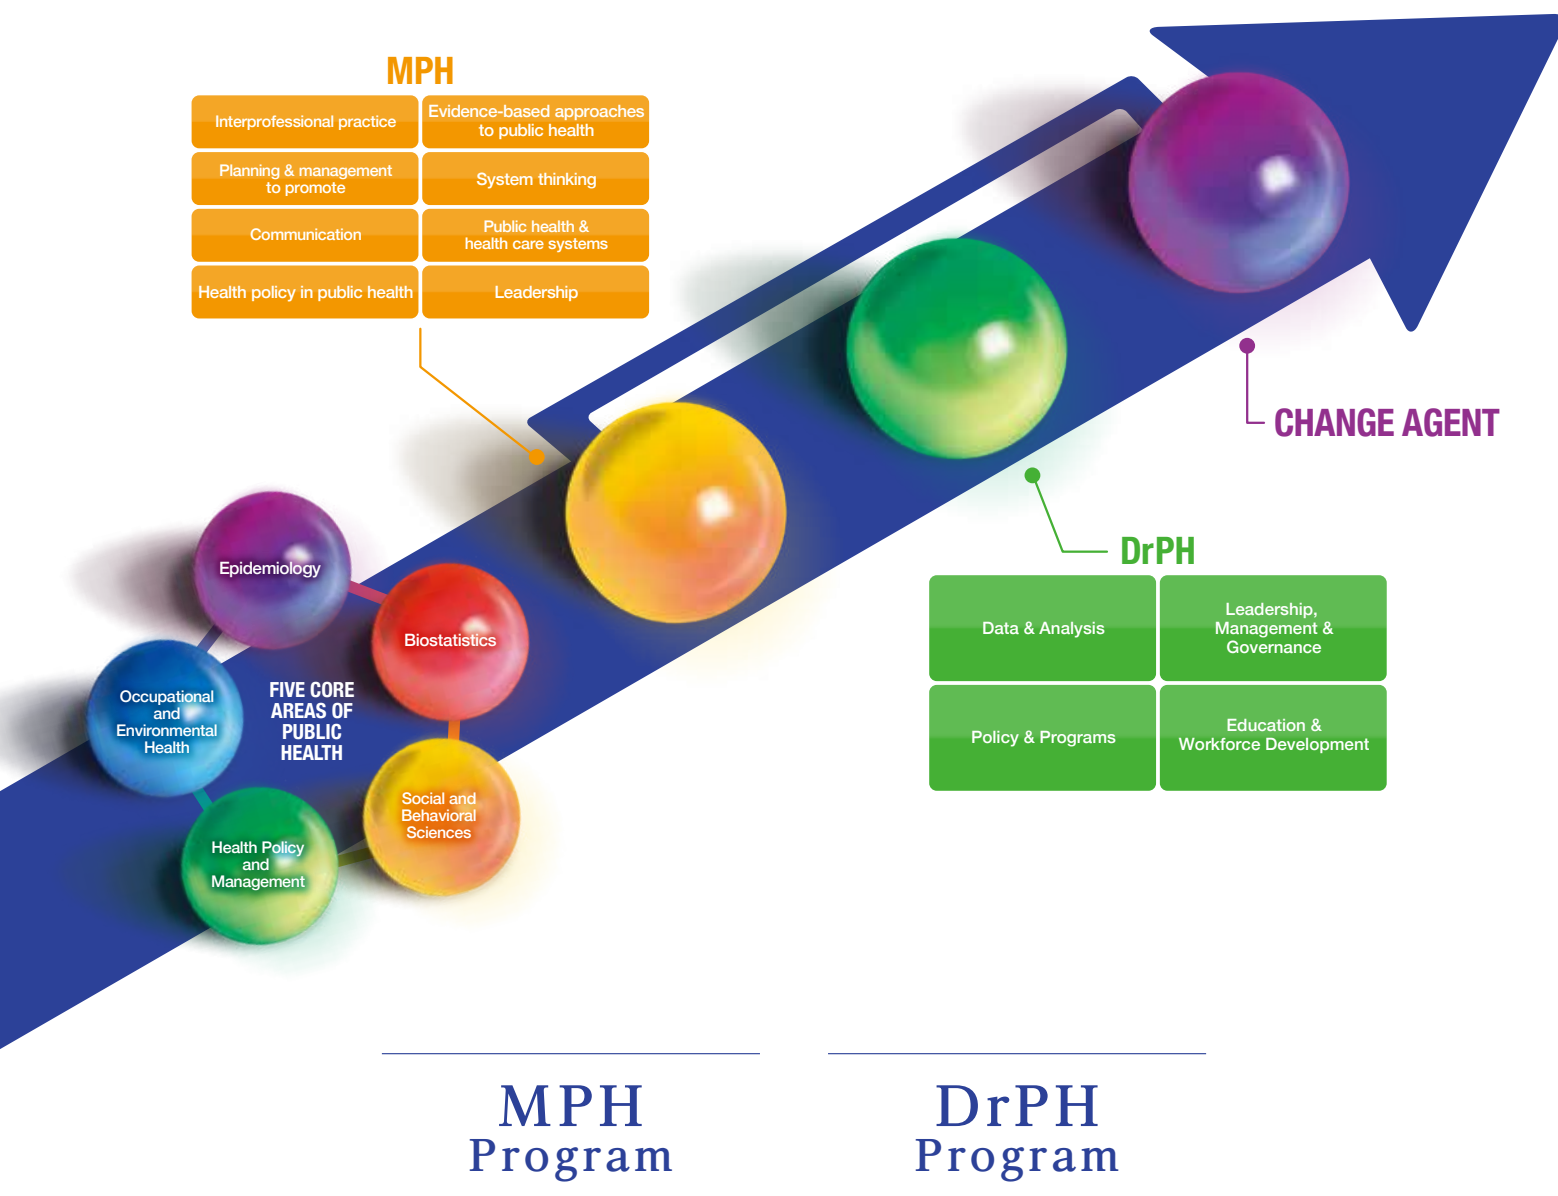 MPH
Interprofessional practice
Evidence-based approaches
to public health
Planning & management
to promote
System thinking
Communication
Public health &
health care systems
Health policy in public health
Leadership
CHANGE AGENT
DrPH
Data & Analysis
Leadership,
Management &
Governance
Policy & Programs
Education &
Workforce Development
Epidemiology
Biostatistics
Occupational
and
Environmental
Health
FIVE CORE
AREAS OF
PUBLIC
HEALTH
Social and
Behavioral
Sciences
Health Policy
and
Management
MPH
Program
DrPH
Program